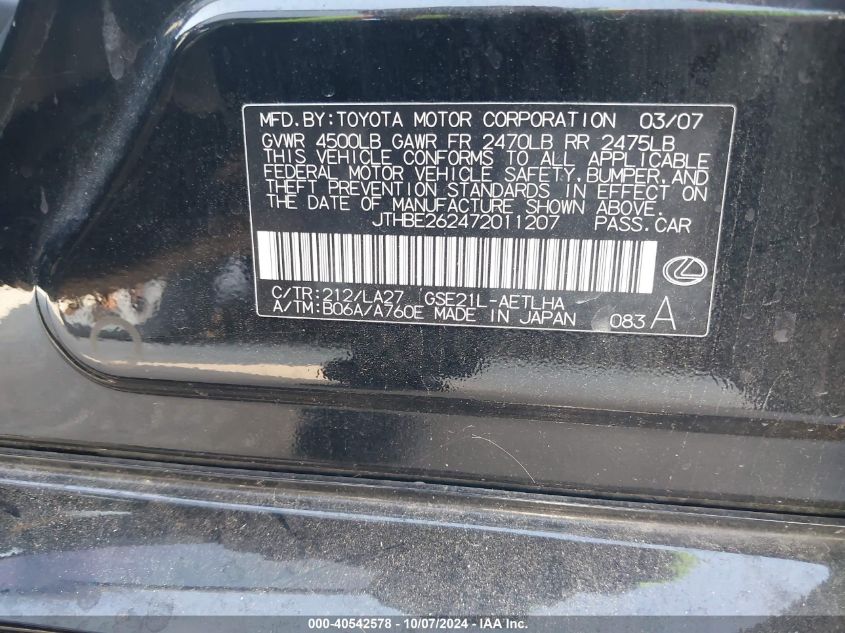 MFD.BY:TOYOTA MOTOR CORPORATION 03/07
GVWR 4500LB GAWR FR 2470LB RR 2475LB
THIS VEHICLE CONFORMS TO ALL APPLICABLE
FEDERAL MOTOR VEHICLE SAFETY,BUMPER,AND
THEFT PREVENTION STANDARDS IN EFFECT ON
THE DATE OF MANUFACTURE SHOWN ABOVE.
JTHBE262472011207 PASS.CAR
C/TR:212/LA27 GSE21L-AETLHA
A/TM:B06A/A760E MADE IN JAPAN 083 A
000-40542578 - 10/07/2024 - IAA Inc.